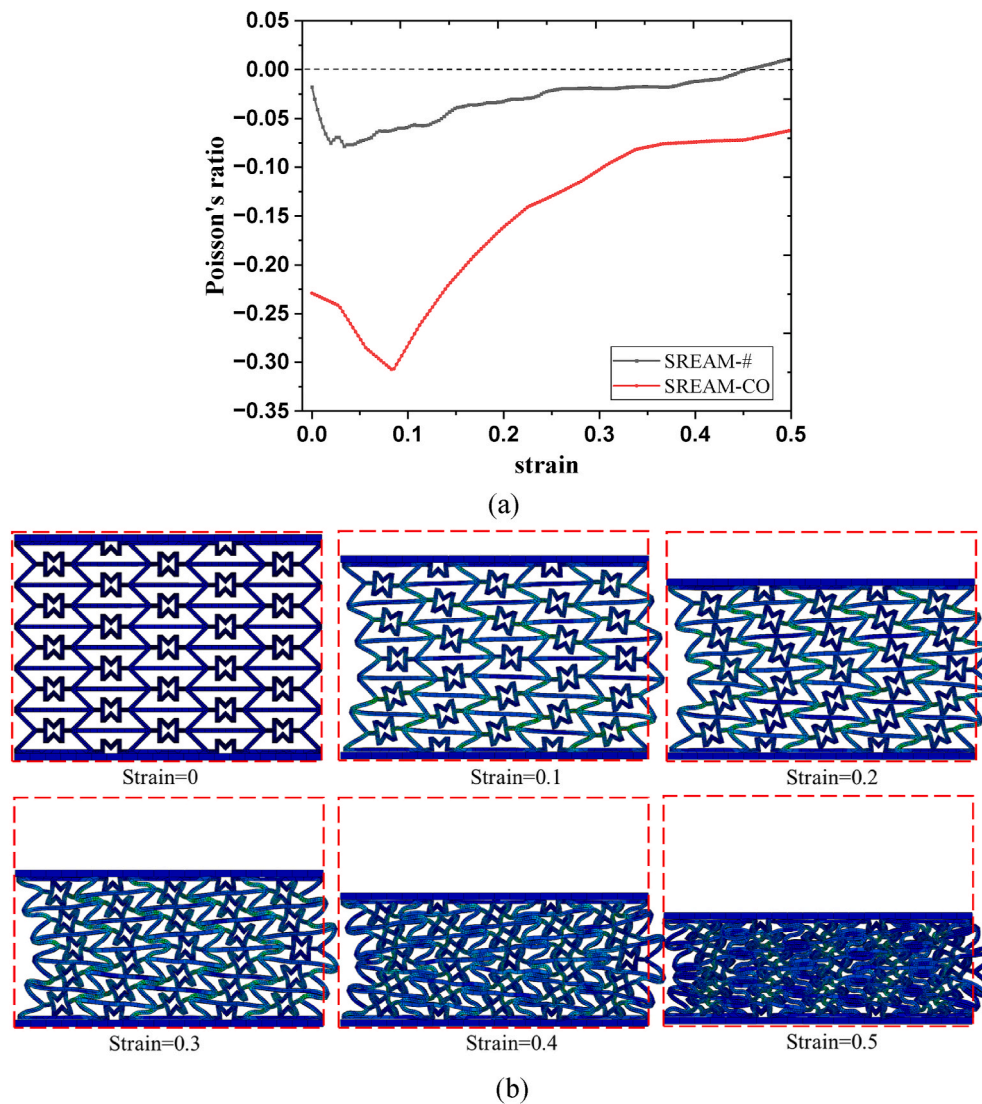 0.05
0.00
−0.05
−0.10
−0.15
−0.20
−0.25
−0.30
−0.35
Poisson's ratio
SREAM-#
SREAM-CO
0.0 0.1 0.2 0.3 0.4 0.5
strain
(a)
Strain=0 Strain=0.1 Strain=0.2
Strain=0.3 Strain=0.4 Strain=0.5
(b)